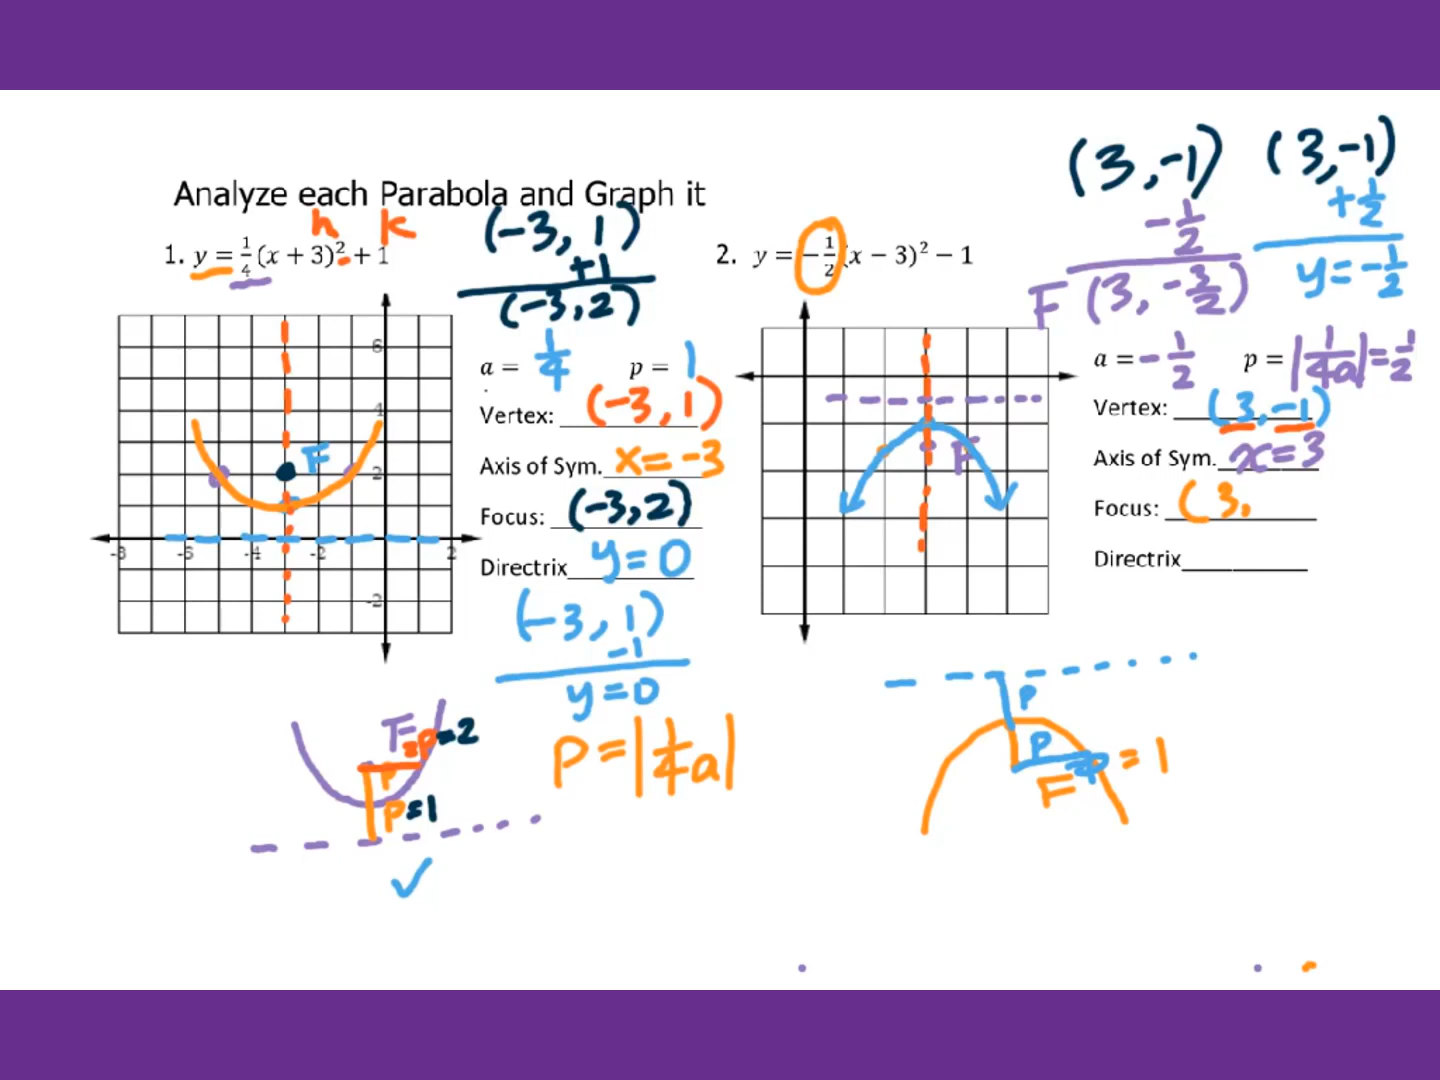 Analyze each Parabola and Graph it
h k
1. y = 1/4 (x + 3)² + 1
(-3, 1)
+1
(-3, 2)
a = 1/4 p = 1
Vertex: (-3, 1)
Axis of Sym. x = -3
Focus: (-3, 2)
Directrix y = 0
(-3, 1)
-1
y = 0
P = |1/4a|
6
4
2
-8 -6 -4 -2 2
-2
F
F
=P=2
P
P=1
2. y = -1/2 (x - 3)² - 1
(3, -1)
-1/2
F (3, -3/2)
(3, -1)
+1/2
y = -1/2
a = -1/2 p = |1/4a| = 1/2
Vertex: (3, -1)
Axis of Sym. x = 3
Focus: (3,
Directrix
F
P
P
F P = 1